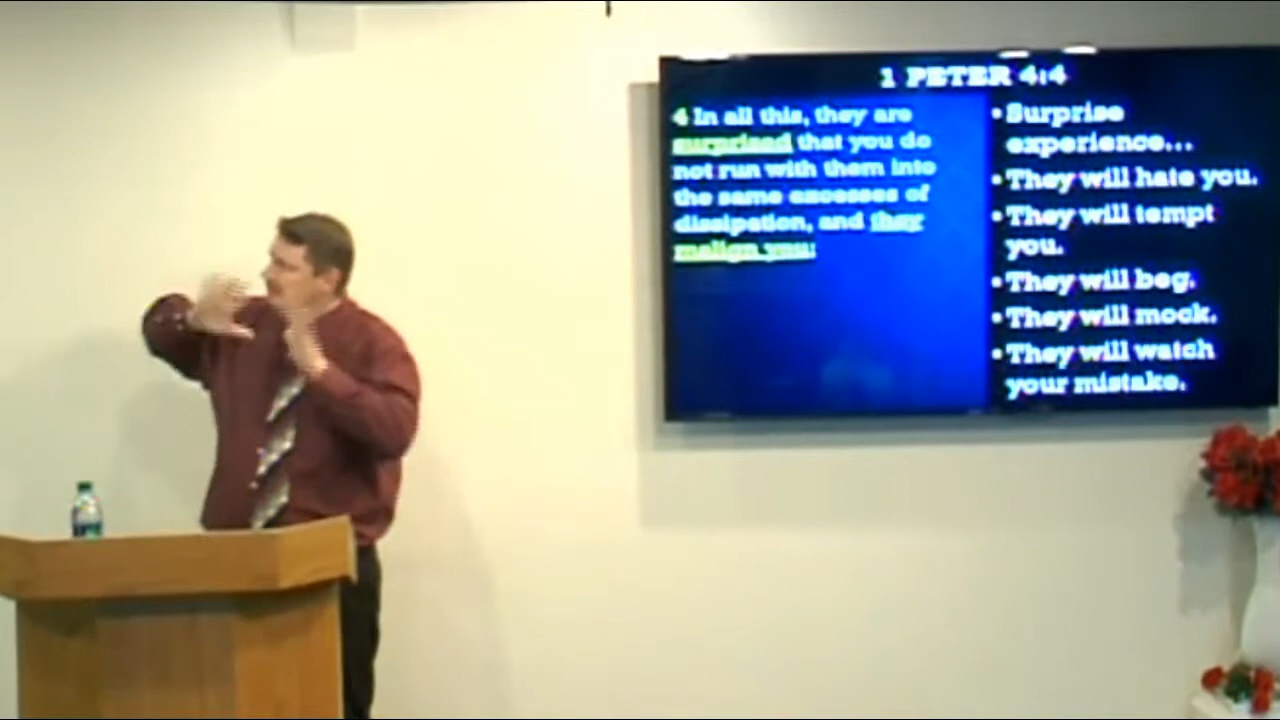 1 PETER 4:4
4 In all this, they are
surprised that you do
not run with them into
the same excesses of
dissipation, and they
malign you;
• Surprise
experience...
• They will hate you.
• They will tempt
you.
• They will beg.
• They will mock.
• They will watch
your mistake.